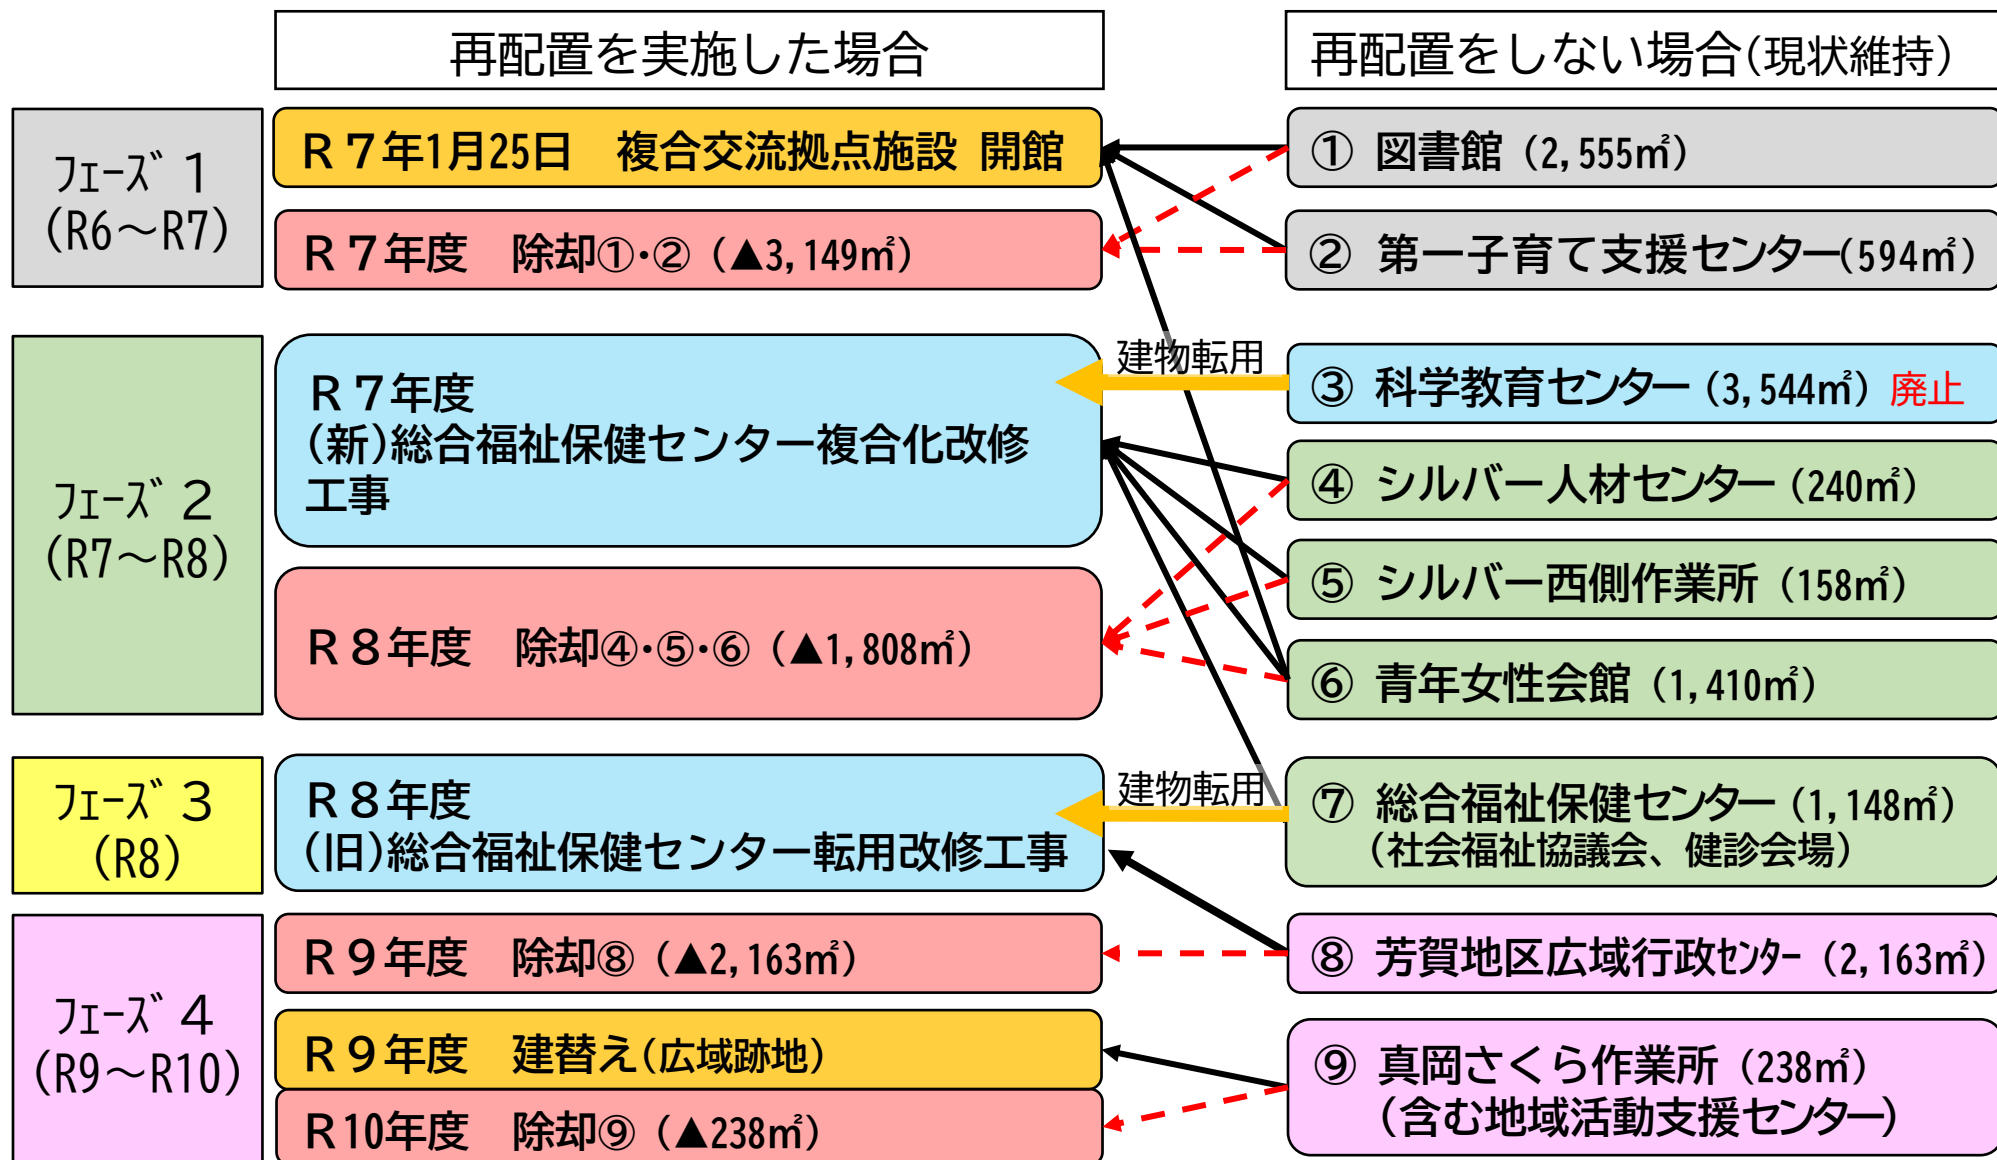 再配置を実施した場合
再配置をしない場合(現状維持)
ﾌｪｰｽﾞ 1
(R6～R7)
R7年1月25日　複合交流拠点施設 開館
R7年度　除却①・②（▲3,149㎡）
① 図書館（2,555㎡）
② 第一子育て支援センター(594㎡)
ﾌｪｰｽﾞ 2
(R7～R8)
R7年度
(新)総合福祉保健センター複合化改修
工事
R8年度　除却④・⑤・⑥（▲1,808㎡）
建物転用
③ 科学教育センター（3,544㎡）廃止
④ シルバー人材センター（240㎡）
⑤ シルバー西側作業所（158㎡）
⑥ 青年女性会館（1,410㎡）
ﾌｪｰｽﾞ 3
(R8)
R8年度
(旧)総合福祉保健センター転用改修工事
建物転用
⑦ 総合福祉保健センター（1,148㎡）
（社会福祉協議会、健診会場）
ﾌｪｰｽﾞ 4
(R9～R10)
R9年度　除却⑧（▲2,163㎡）
R9年度　建替え(広域跡地)
R10年度　除却⑨（▲238㎡）
⑧ 芳賀地区広域行政ｾﾝﾀｰ（2,163㎡）
⑨ 真岡さくら作業所（238㎡）
（含む地域活動支援センター）